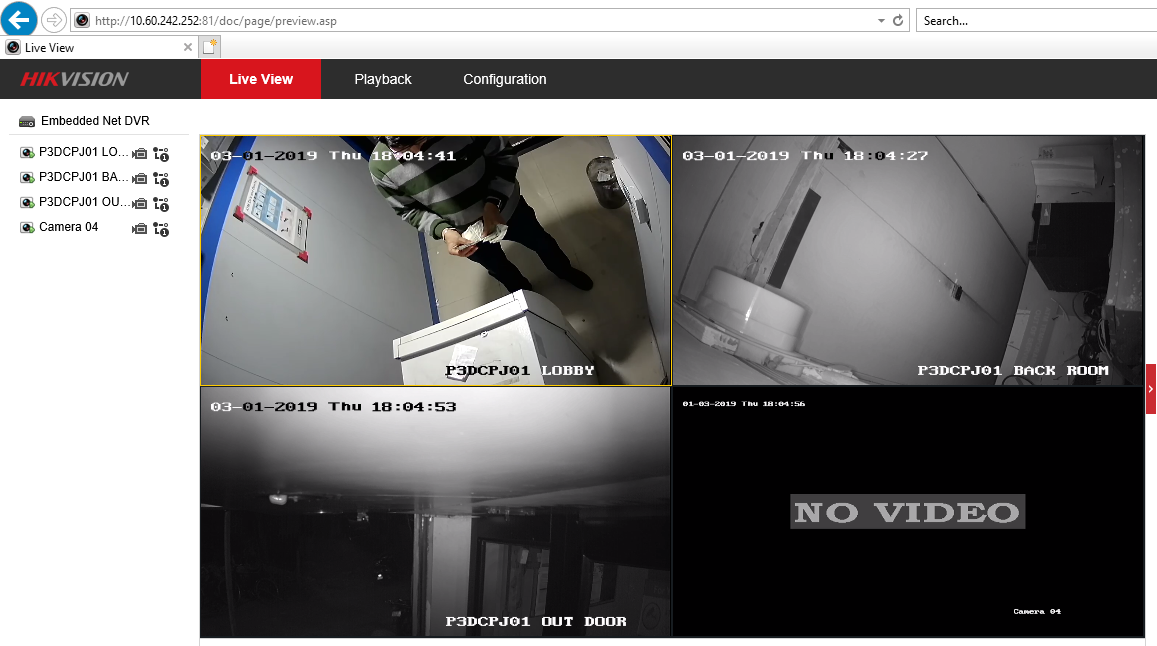 http://10.60.242.252:81/doc/page/preview.asp
Search...
Live View
HIKVISION
Live View
Playback
Configuration
Embedded Net DVR
P3DCPJ01 LO...
P3DCPJ01 BA...
P3DCPJ01 OU...
Camera 04
03-01-2019 Thu 18:04:41
P3DCPJ01 LOBBY
03-01-2019 Thu 18:04:27
P3DCPJ01 BACK ROOM
03-01-2019 Thu 18:04:53
P3DCPJ01 OUT DOOR
01-03-2019 Thu 18:04:56
NO VIDEO
Camera 04